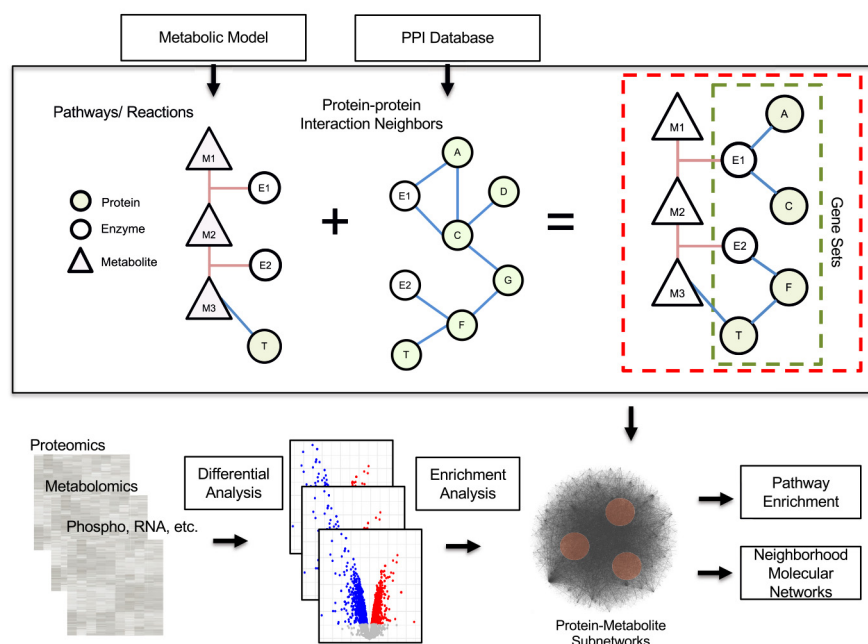 Metabolic Model
PPI Database
Pathways/ Reactions
Protein-protein
Interaction Neighbors
M1
E1
M2
E2
M3
T
Protein
Enzyme
Metabolite
+
A
E1
D
C
G
E2
F
T
=
M1
A
E1
M2
C
E2
M3
F
T
Gene Sets
Proteomics
Metabolomics
Phospho, RNA, etc.
Differential
Analysis
Enrichment
Analysis
Protein-Metabolite
Subnetworks
Pathway
Enrichment
Neighborhood
Molecular
Networks